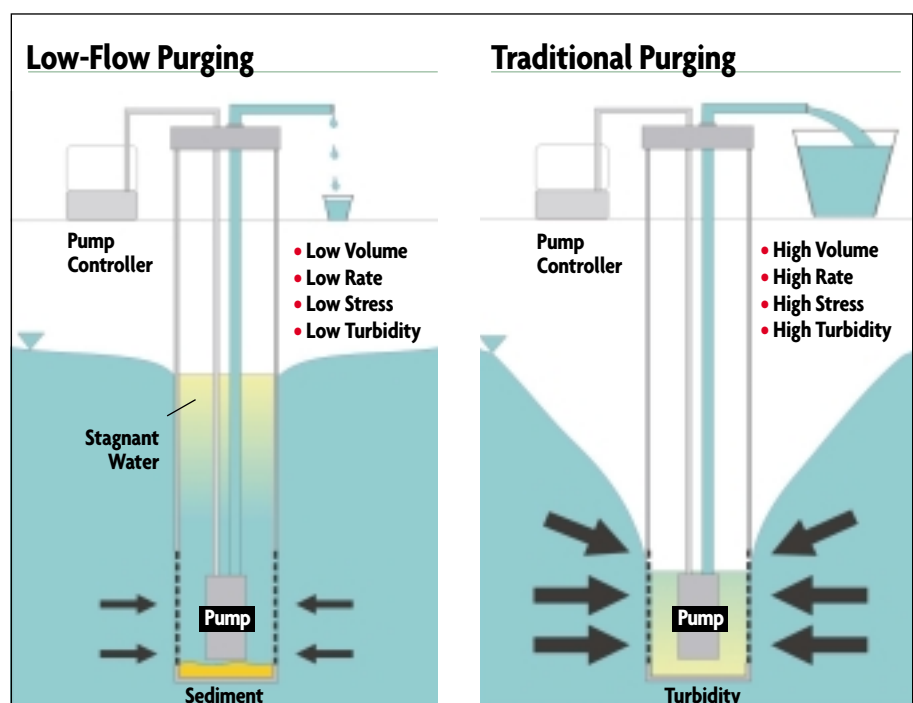 Low-Flow Purging
Pump
Controller
• Low Volume
• Low Rate
• Low Stress
• Low Turbidity
Stagnant
Water
Pump
Sediment
Traditional Purging
Pump
Controller
• High Volume
• High Rate
• High Stress
• High Turbidity
Pump
Turbidity